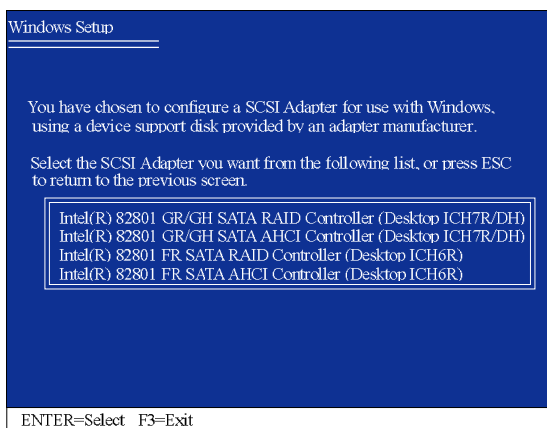 Windows Setup
You have chosen to configure a SCSI Adapter for use with Windows,
using a device support disk provided by an adapter manufacturer.
Select the SCSI Adapter you want from the following list, or press ESC
to return to the previous screen.
Intel(R) 82801 GR/GH SATA RAID Controller (Desktop ICH7R/DH)
Intel(R) 82801 GR/GH SATA AHCI Controller (Desktop ICH7R/DH)
Intel(R) 82801 FR SATA RAID Controller (Desktop ICH6R)
Intel(R) 82801 FR SATA AHCI Controller (Desktop ICH6R)
ENTER=Select F3=Exit